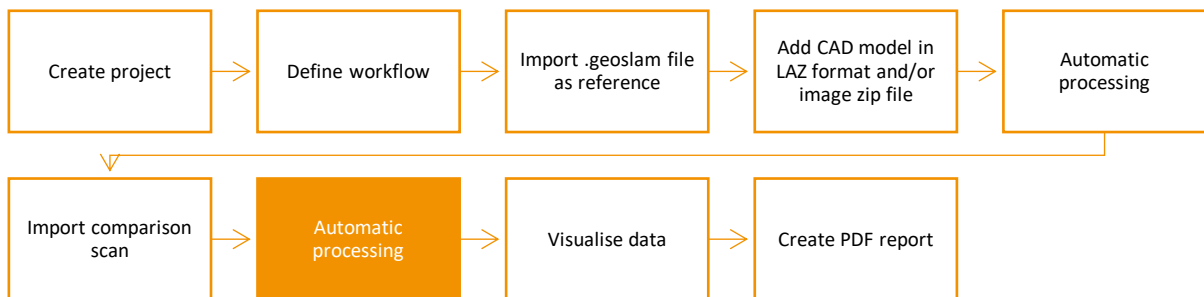 Create project
Define workflow
Import .geoslam file
as reference
Add CAD model in
LAZ format and/or
image zip file
Automatic
processing
Import comparison
scan
Automatic
processing
Visualise data
Create PDF report